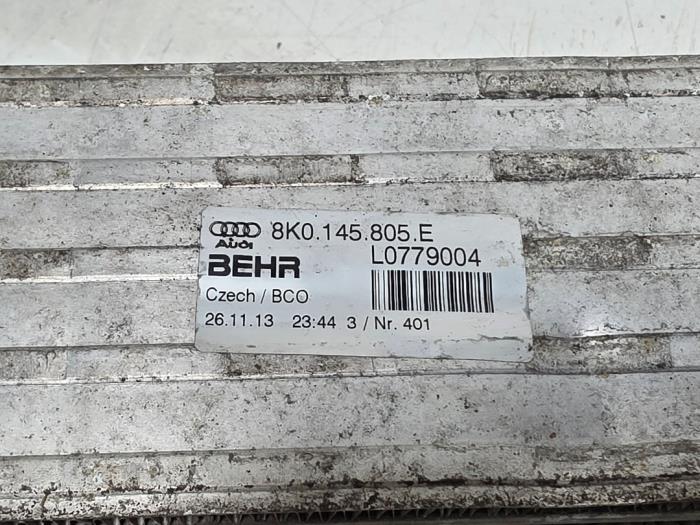 Audi 8K0.145.805.E
BEHR L0779004
Czech / BCO
26.11.13 23:44 3 / Nr. 401